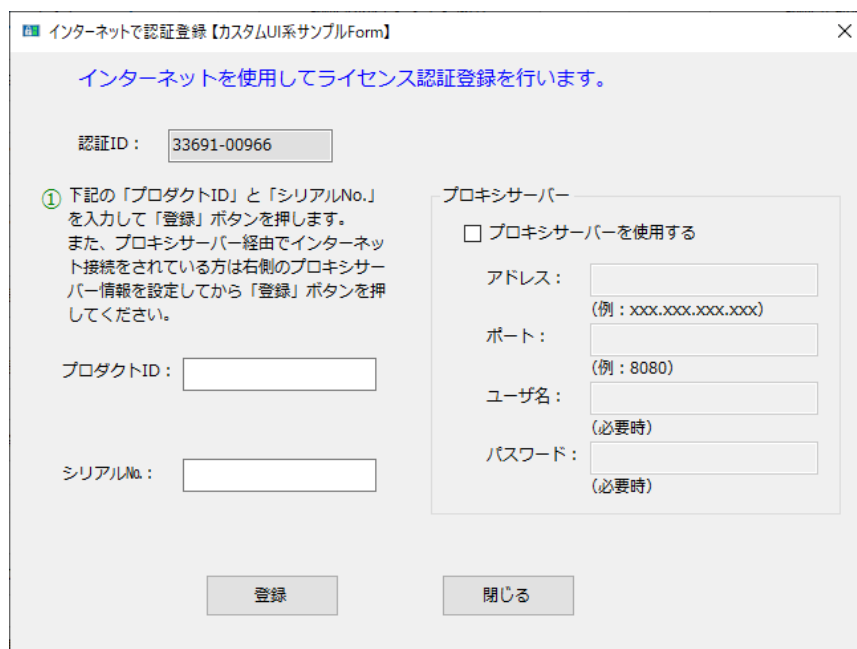 インターネットで認証登録【カスタムUI系サンプルForm】
インターネットを使用してライセンス認証登録を行います。
認証ID：
33691-00966
① 下記の「プロダクトID」と「シリアルNo.」
を入力して「登録」ボタンを押します。
また、プロキシサーバー経由でインターネッ
ト接続をされている方は右側のプロキシサー
バー情報を設定してから「登録」ボタンを押
してください。
プロダクトID：
シリアル№：
プロキシサーバー
プロキシサーバーを使用する
アドレス：
(例：xxx.xxx.xxx.xxx)
ポート：
(例：8080)
ユーザ名：
(必要時)
パスワード：
(必要時)
登録
閉じる